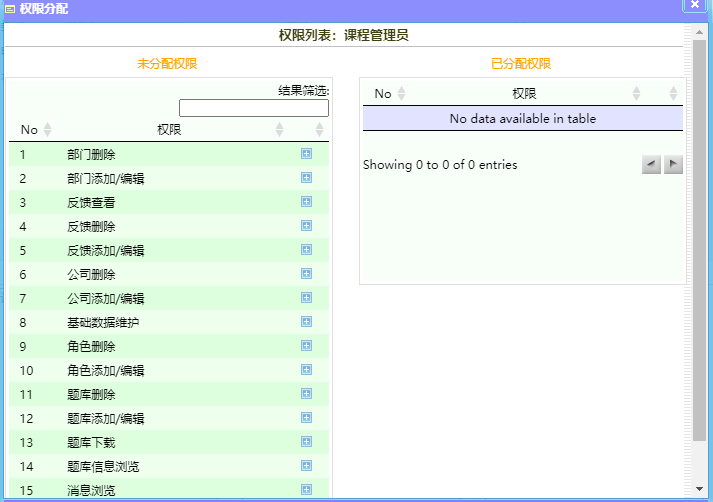 权限分配
权限列表：课程管理员
未分配权限
结果筛选:
No 权限
1 部门删除
2 部门添加/编辑
3 反馈查看
4 反馈删除
5 反馈添加/编辑
6 公司删除
7 公司添加/编辑
8 基础数据维护
9 角色删除
10 角色添加/编辑
11 题库删除
12 题库添加/编辑
13 题库下载
14 题库信息浏览
15 消息浏览
已分配权限
No 权限
No data available in table
Showing 0 to 0 of 0 entries